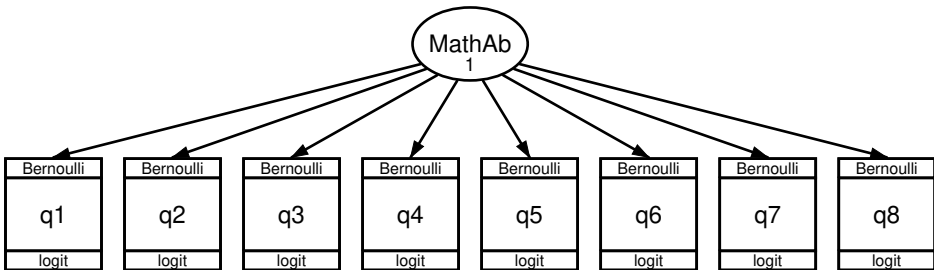 MathAb
1
Bernoulli Bernoulli Bernoulli Bernoulli Bernoulli Bernoulli Bernoulli Bernoulli
q1 q2 q3 q4 q5 q6 q7 q8
logit logit logit logit logit logit logit logit